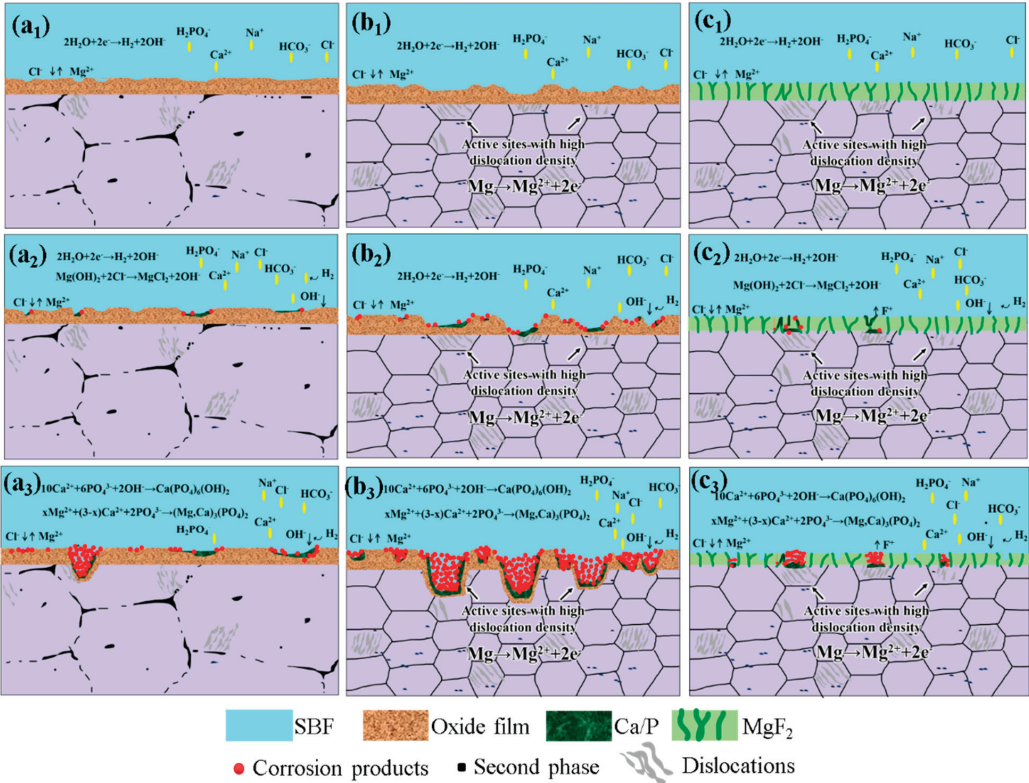 (a₁)
H₂PO₄⁻ Na⁺
2H₂O+2e⁻→H₂+2OH⁻
HCO₃⁻ Cl⁻
Ca²⁺
Cl⁻ ↓↑ Mg²⁺
(b₁)
H₂PO₄⁻ Na⁺
2H₂O+2e⁻→H₂+2OH⁻
HCO₃⁻ Cl⁻
Ca²⁺
Active sites with high
dislocation density
Mg→Mg²⁺+2e⁻
(c₁)
H₂PO₄⁻ Na⁺
2H₂O+2e⁻→H₂+2OH⁻
HCO₃⁻ Cl⁻
Ca²⁺
Cl⁻ ↓↑ Mg²⁺
Active sites with high
dislocation density
Mg→Mg²⁺+2e⁻
(a₂)
2H₂O+2e⁻→H₂+2OH⁻
H₂PO₄⁻ Na⁺ Cl⁻
Mg(OH)₂+2Cl⁻→MgCl₂+2OH⁻
HCO₃⁻
Ca²⁺
H₂
OH⁻
Cl⁻ ↓↑ Mg²⁺
(b₂)
2H₂O+2e⁻→H₂+2OH⁻
H₂PO₄⁻ Na⁺
HCO₃⁻ Cl⁻
Ca²⁺
OH⁻ H₂
Cl⁻ ↓↑ Mg²⁺
Active sites with high
dislocation density
Mg→Mg²⁺+2e⁻
(c₂)
2H₂O+2e⁻→H₂+2OH⁻
H₂PO₄⁻ Na⁺ Cl⁻
Mg(OH)₂+2Cl⁻→MgCl₂+2OH⁻
HCO₃⁻
Ca²⁺
OH⁻ H₂
Cl⁻ ↓↑ Mg²⁺
↑ F⁺
Active sites with high
dislocation density
Mg→Mg²⁺+2e⁻
(a₃)
10Ca²⁺+6PO₄³⁻+2OH⁻→Ca(PO₄)₆(OH)₂
Na⁺ Cl⁻ HCO₃⁻
xMg²⁺+(3-x)Ca²⁺+2PO₄³⁻→(Mg,Ca)₃(PO₄)₂
Ca²⁺
H₂PO₄⁻
OH⁻ H₂
Cl⁻ ↓↑ Mg²⁺
(b₃)
10Ca²⁺+6PO₄³⁻+2OH⁻→Ca(PO₄)₆(OH)₂
H₂PO₄⁻ Na⁺ Cl⁻ HCO₃⁻
xMg²⁺+(3-x)Ca²⁺+2PO₄³⁻→(Mg,Ca)₃(PO₄)₂
Ca²⁺
OH⁻ H₂
Cl⁻ ↓↑ Mg²⁺
Active sites with high
dislocation density
Mg→Mg²⁺+2e⁻
(c₃)
10Ca²⁺+6PO₄³⁻+2OH⁻→Ca(PO₄)₆(OH)₂
H₂PO₄⁻ Na⁺
Cl⁻ HCO₃⁻
xMg²⁺+(3-x)Ca²⁺+2PO₄³⁻→(Mg,Ca)₃(PO₄)₂
Ca²⁺
OH⁻ H₂
Cl⁻ ↓↑ Mg²⁺
↑ F⁺
Active sites with high
dislocation density
Mg→Mg²⁺+2e⁻
SBF Oxide film Ca/P MgF₂
Corrosion products Second phase Dislocations